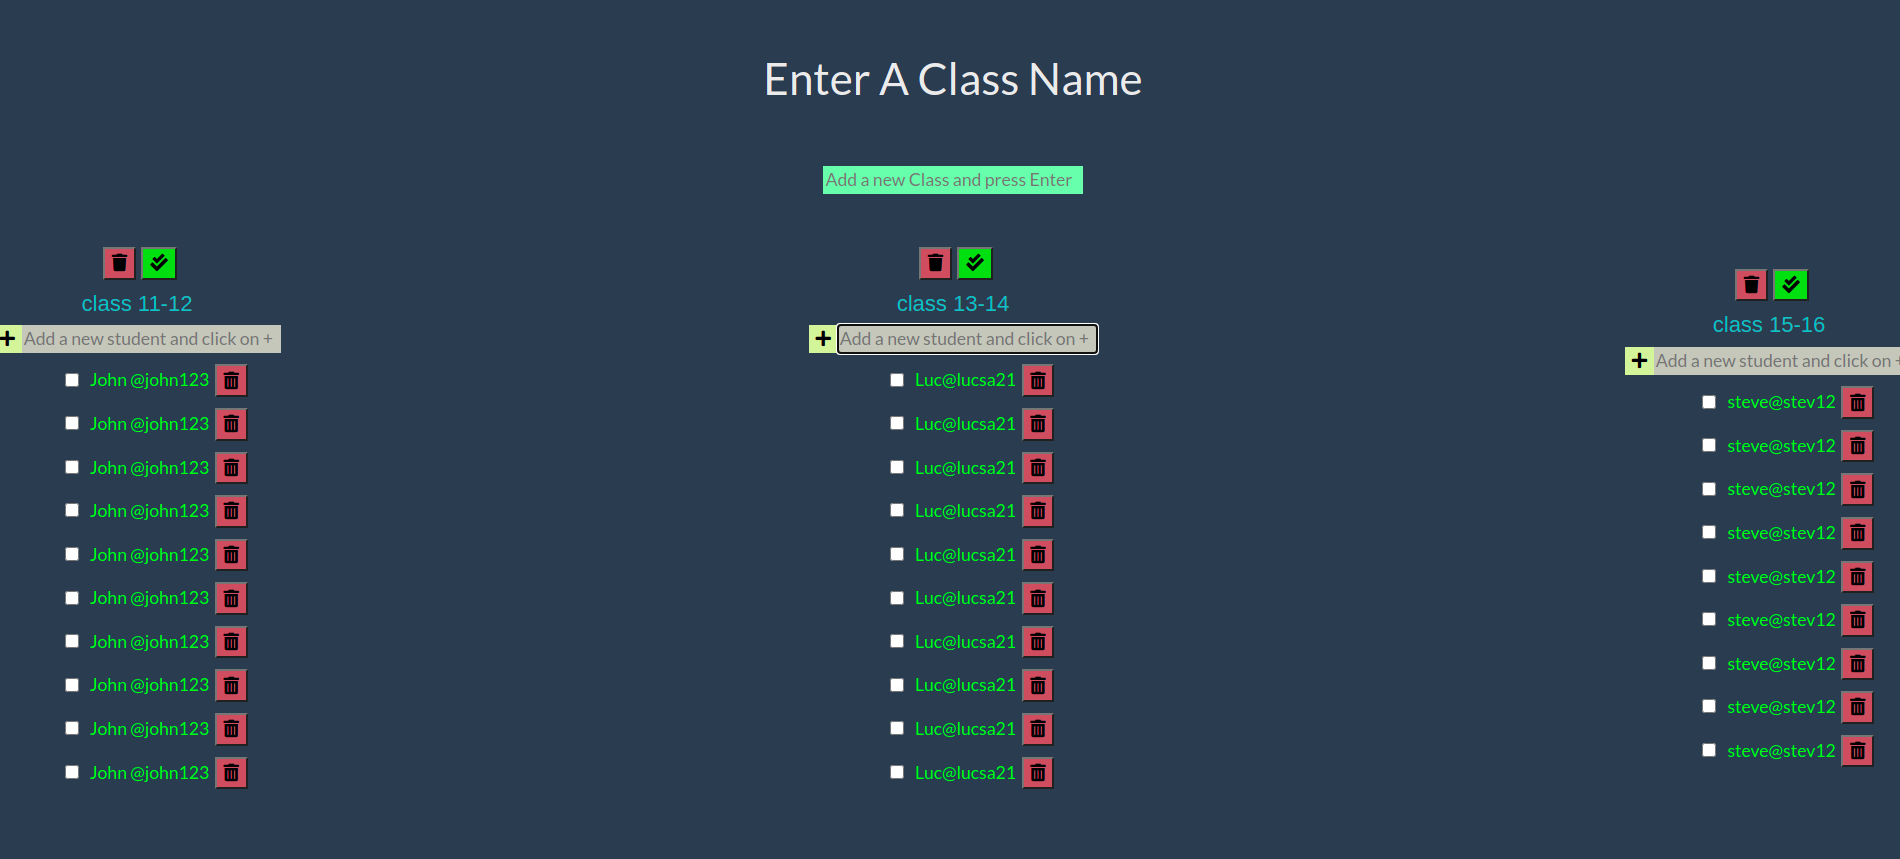 Enter A Class Name
Add a new Class and press Enter
class 11-12
Add a new student and click on +
John @john123
John @john123
John @john123
John @john123
John @john123
John @john123
John @john123
John @john123
John @john123
John @john123
class 13-14
Add a new student and click on +
Luc@lucsa21
Luc@lucsa21
Luc@lucsa21
Luc@lucsa21
Luc@lucsa21
Luc@lucsa21
Luc@lucsa21
Luc@lucsa21
Luc@lucsa21
Luc@lucsa21
class 15-16
Add a new student and click on +
steve@stev12
steve@stev12
steve@stev12
steve@stev12
steve@stev12
steve@stev12
steve@stev12
steve@stev12
steve@stev12